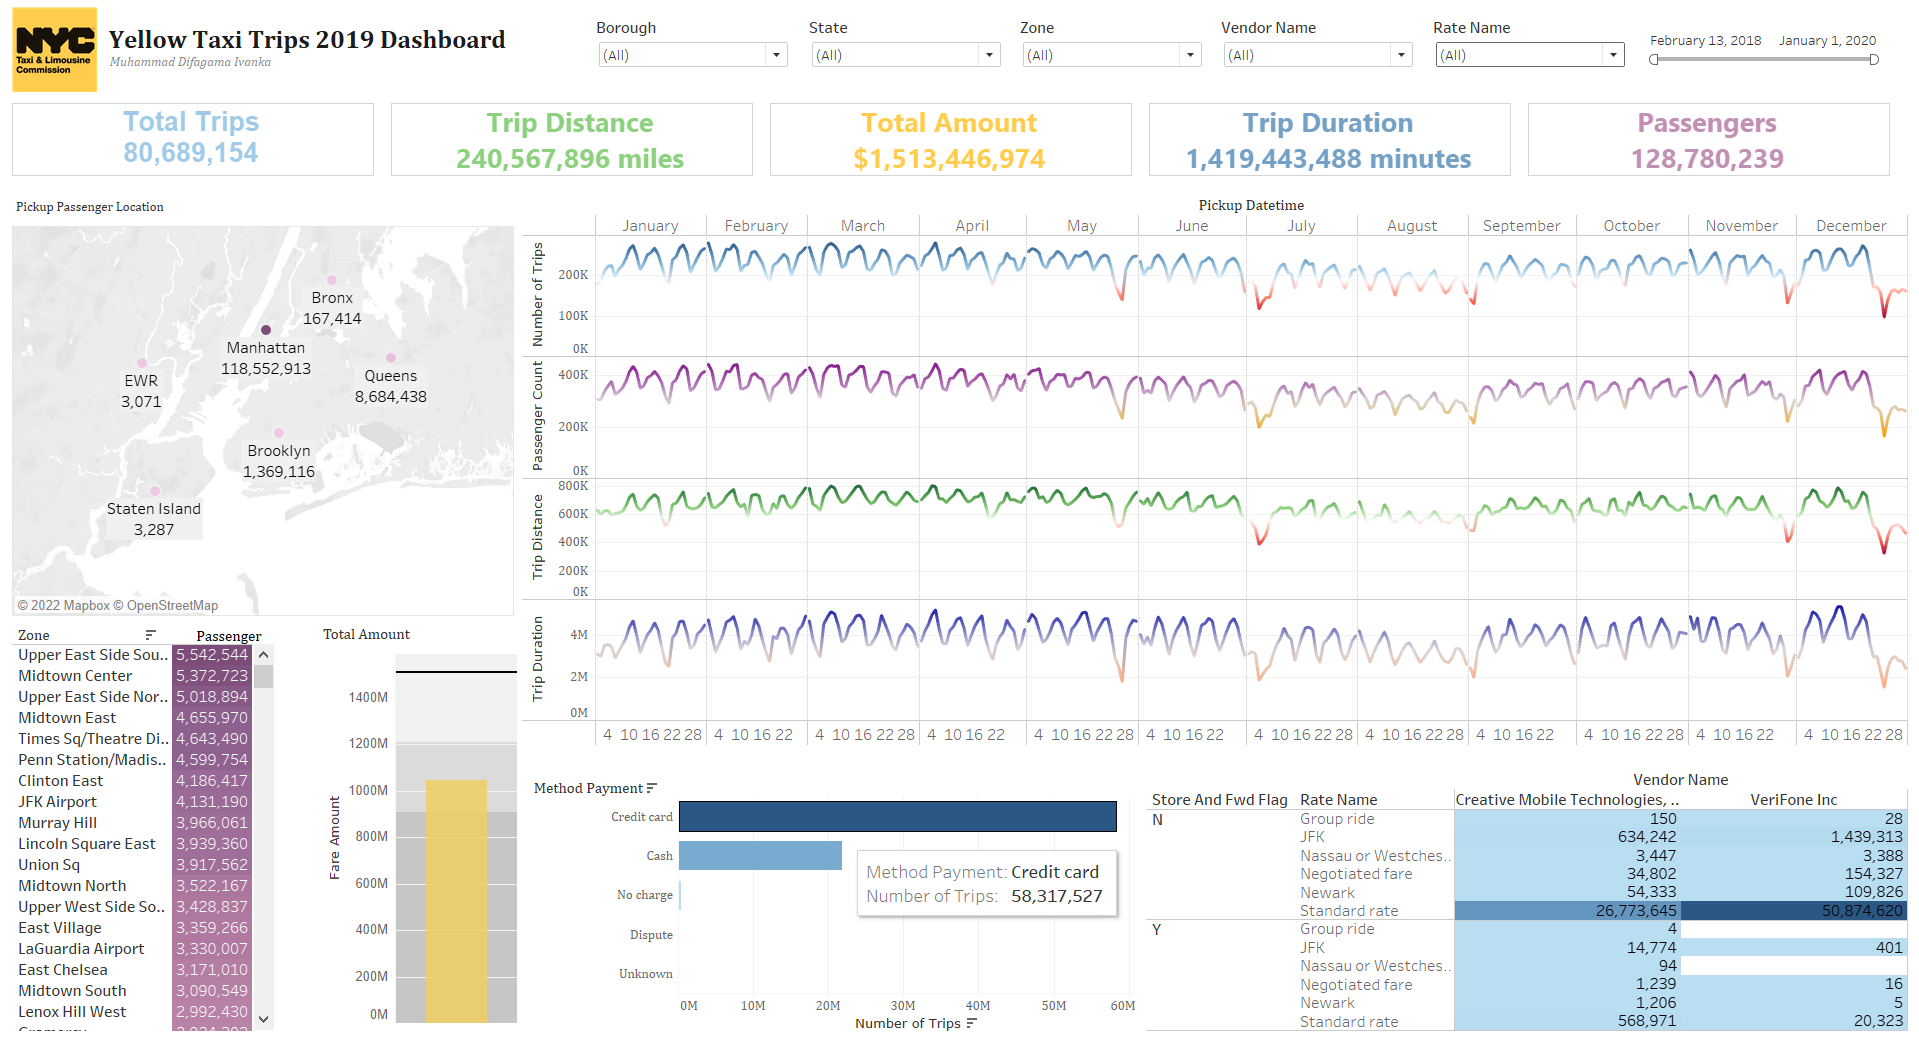 NYC
Taxi & Limousine
Commission
Yellow Taxi Trips 2019 Dashboard
Muhammad Difagama Ivanka
Borough
(All)
State
(All)
Zone
(All)
Vendor Name
(All)
Rate Name
(All)
February 13, 2018 January 1, 2020
Total Trips
80,689,154
Trip Distance
240,567,896 miles
Total Amount
$1,513,446,974
Trip Duration
1,419,443,488 minutes
Passengers
128,780,239
Pickup Passenger Location
Bronx
167,414
Manhattan
118,552,913
EWR
3,071
Queens
8,684,438
Brooklyn
1,369,116
Staten Island
3,287
© 2022 Mapbox © OpenStreetMap
Pickup Datetime
January February March April May June July August September October November December
Number of Trips
200K
100K
0K
Passenger Count
400K
200K
0K
Trip Distance
800K
600K
400K
200K
0K
Trip Duration
4M
2M
0M
4 10 16 22 28 4 10 16 22 4 10 16 22 28 4 10 16 22 4 10 16 22 28 4 10 16 22 4 10 16 22 28 4 10 16 22 28 4 10 16 22 4 10 16 22 28 4 10 16 22 4 10 16 22 28
Zone Passenger
Upper East Side Sou.. 5,542,544
Midtown Center 5,372,723
Upper East Side Nor.. 5,018,894
Midtown East 4,655,970
Times Sq/Theatre Di.. 4,643,490
Penn Station/Madis.. 4,599,754
Clinton East 4,186,417
JFK Airport 4,131,190
Murray Hill 3,966,061
Lincoln Square East 3,939,360
Union Sq 3,917,562
Midtown North 3,522,167
Upper West Side So.. 3,428,837
East Village 3,359,266
LaGuardia Airport 3,330,007
East Chelsea 3,171,010
Midtown South 3,090,549
Lenox Hill West 2,992,430
Total Amount
Fare Amount
1400M
1200M
1000M
800M
600M
400M
200M
0M
Method Payment
Credit card
Cash
No charge
Dispute
Unknown
0M 10M 20M 30M 40M 50M 60M
Number of Trips
Method Payment: Credit card
Number of Trips: 58,317,527
Vendor Name
Store And Fwd Flag Rate Name Creative Mobile Technologies, .. VeriFone Inc
N Group ride 150 28
JFK 634,242 1,439,313
Nassau or Westches.. 3,447 3,388
Negotiated fare 34,802 154,327
Newark 54,333 109,826
Standard rate 26,773,645 50,874,620
Y Group ride 4
JFK 14,774 401
Nassau or Westches.. 94
Negotiated fare 1,239 16
Newark 1,206 5
Standard rate 568,971 20,323